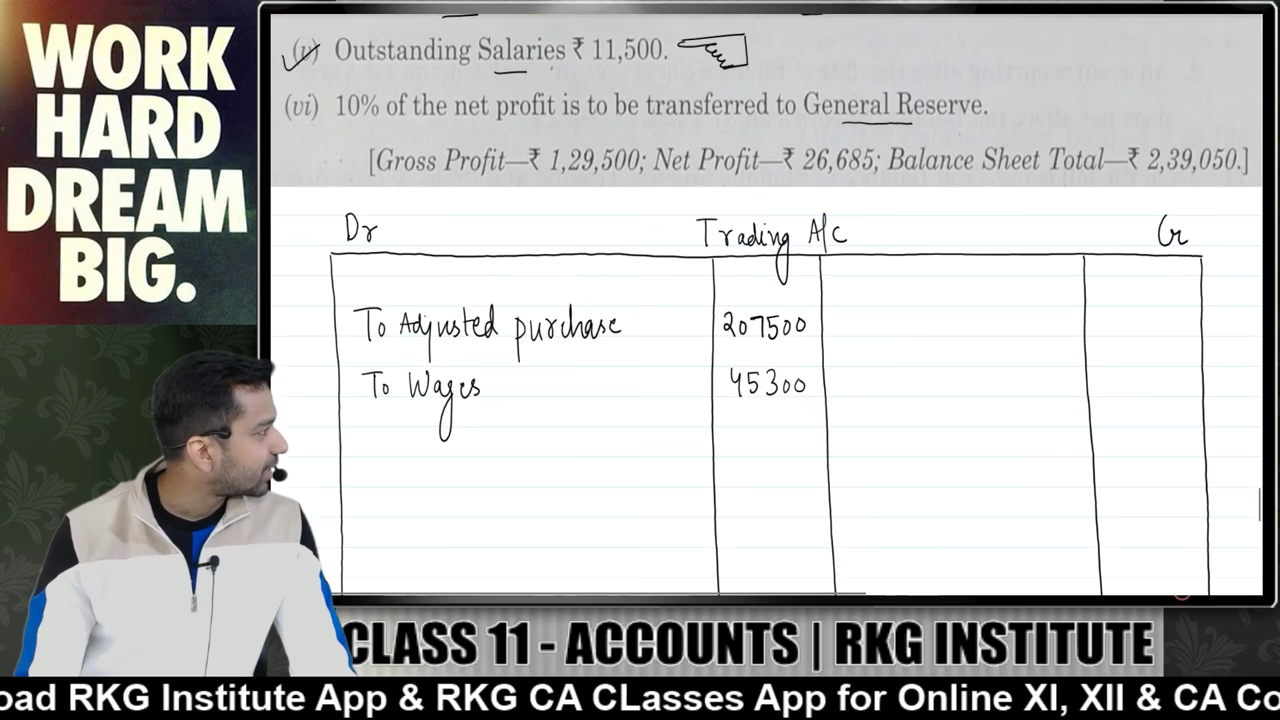 WORK
HARD
DREAM
BIG.
(v) Outstanding Salaries ₹ 11,500.
(vi) 10% of the net profit is to be transferred to General Reserve.
[Gross Profit—₹ 1,29,500; Net Profit—₹ 26,685; Balance Sheet Total—₹ 2,39,050.]
Dr Trading A/c Cr
To Adjusted purchase 207500
To Wages 45300
CLASS 11 - ACCOUNTS | RKG INSTITUTE
oad RKG Institute App & RKG CA CLasses App for Online XI, XII & CA Co